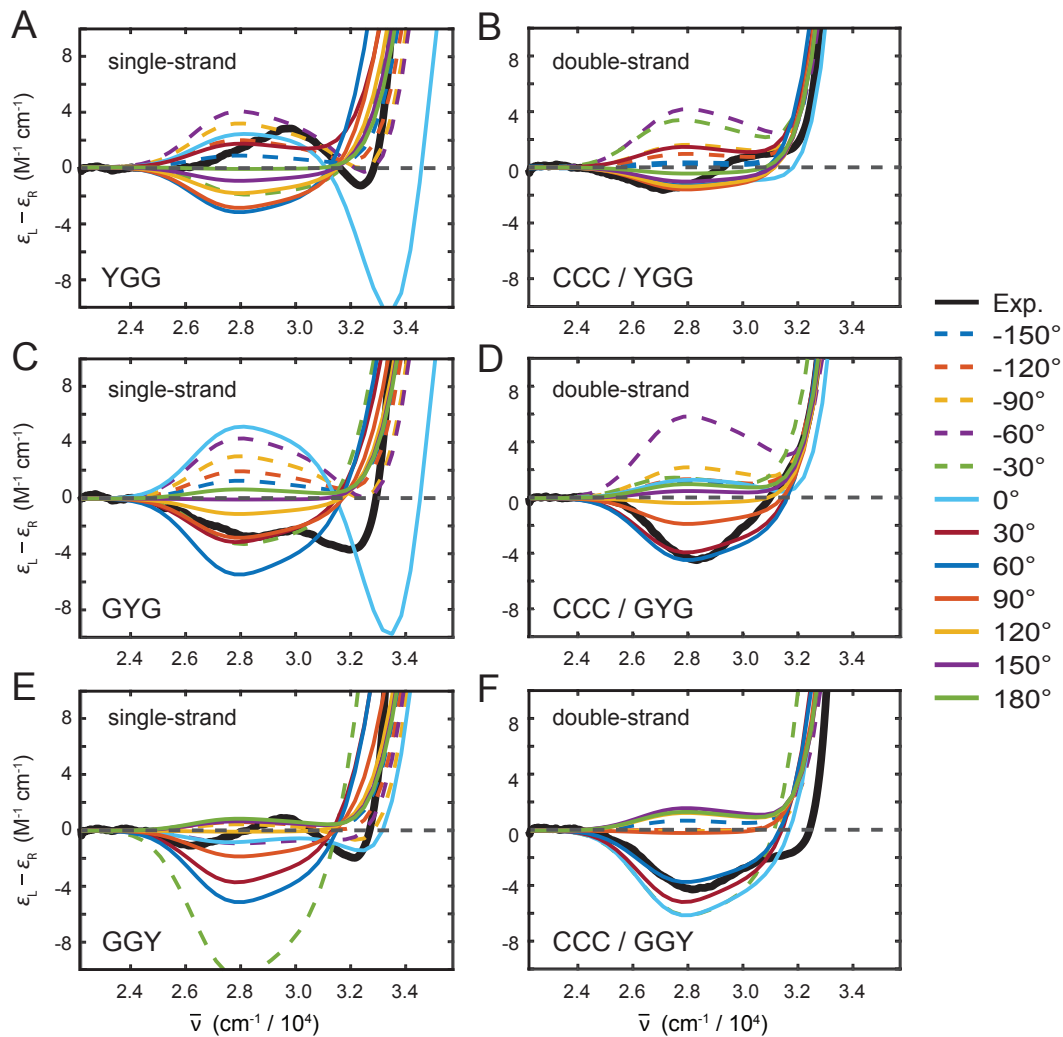 A
B
single-strand
double-strand
8
4
0
-4
-8
εL − εR (M-1 cm-1)
YGG
2.4 2.6 2.8 3.0 3.2 3.4
8
4
0
-4
-8
CCC / YGG
2.4 2.6 2.8 3.0 3.2 3.4
C
D
single-strand
double-strand
8
4
0
-4
-8
εL − εR (M-1 cm-1)
GYG
2.4 2.6 2.8 3.0 3.2 3.4
8
4
0
-4
-8
CCC / GYG
2.4 2.6 2.8 3.0 3.2 3.4
E
F
single-strand
double-strand
8
4
0
-4
-8
εL − εR (M-1 cm-1)
GGY
2.4 2.6 2.8 3.0 3.2 3.4
ν̅ (cm-1 / 104)
8
4
0
-4
-8
CCC / GGY
2.4 2.6 2.8 3.0 3.2 3.4
ν̅ (cm-1 / 104)
Exp.
-150°
-120°
-90°
-60°
-30°
0°
30°
60°
90°
120°
150°
180°